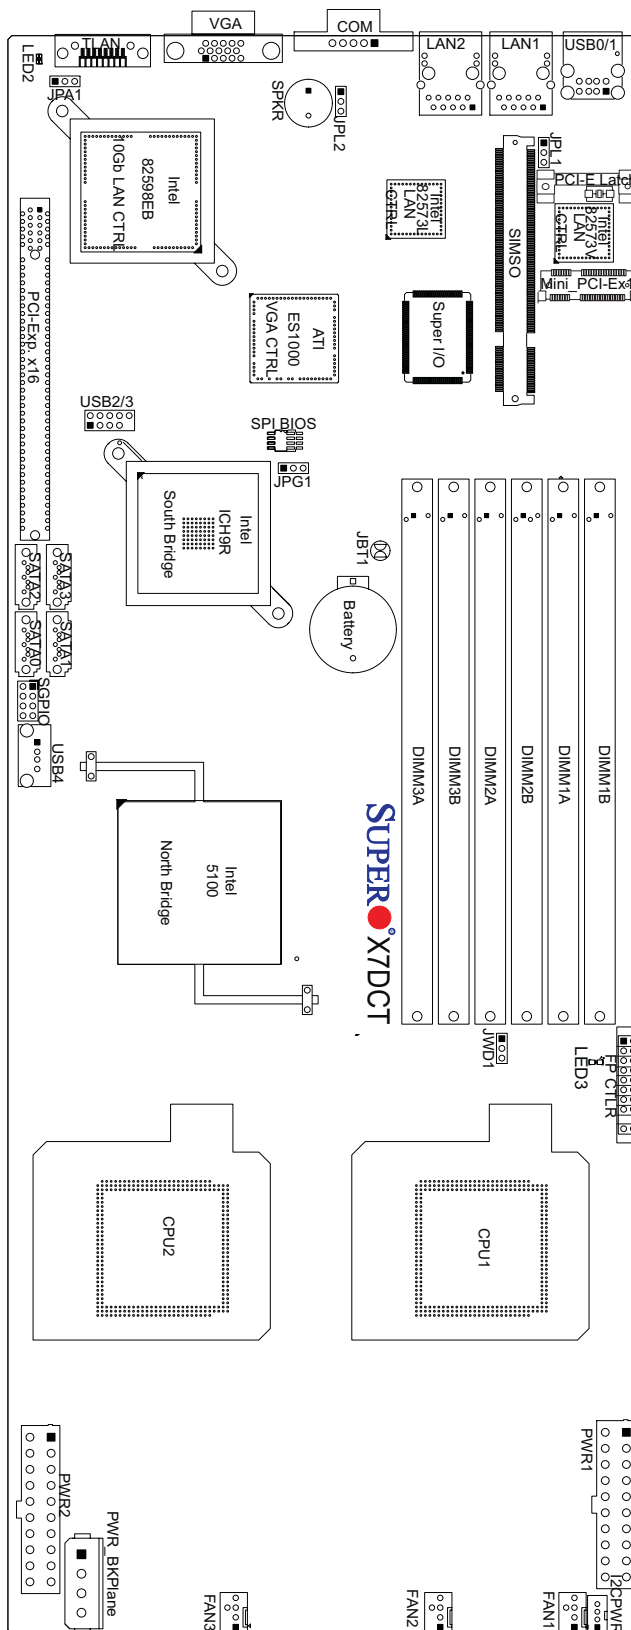 VGA
COM
TLAN
LAN2
LAN1
USB0/1
LED2
JPA1
SPKR
JPL2
JPL1
PCI-E Latch
Intel
82598EB
10Gb LAN CTRL
Intel
82573L
LAN
CTRL
Intel
82573V
LAN
CTRL
SIMSO
Mini_PCI-Ex1
PCI-Exp. x16
ATI
ES1000
VGA CTRL
Super I/O
USB2/3
SPI BIOS
JPG1
Intel
ICH9R
South Bridge
JBT1
Battery
SATA2
SATA3
SATA0
SATA1
SGPIO
USB4
DIMM3A
DIMM3B
DIMM2A
DIMM2B
DIMM1A
DIMM1B
Intel
5100
North Bridge
SUPER X7DCT
JWD1
LED3
FP CTLR
CPU2
CPU1
PWR1
PWR2
PWR_BKPlane
FAN3
FAN2
FAN1
I2CPWR